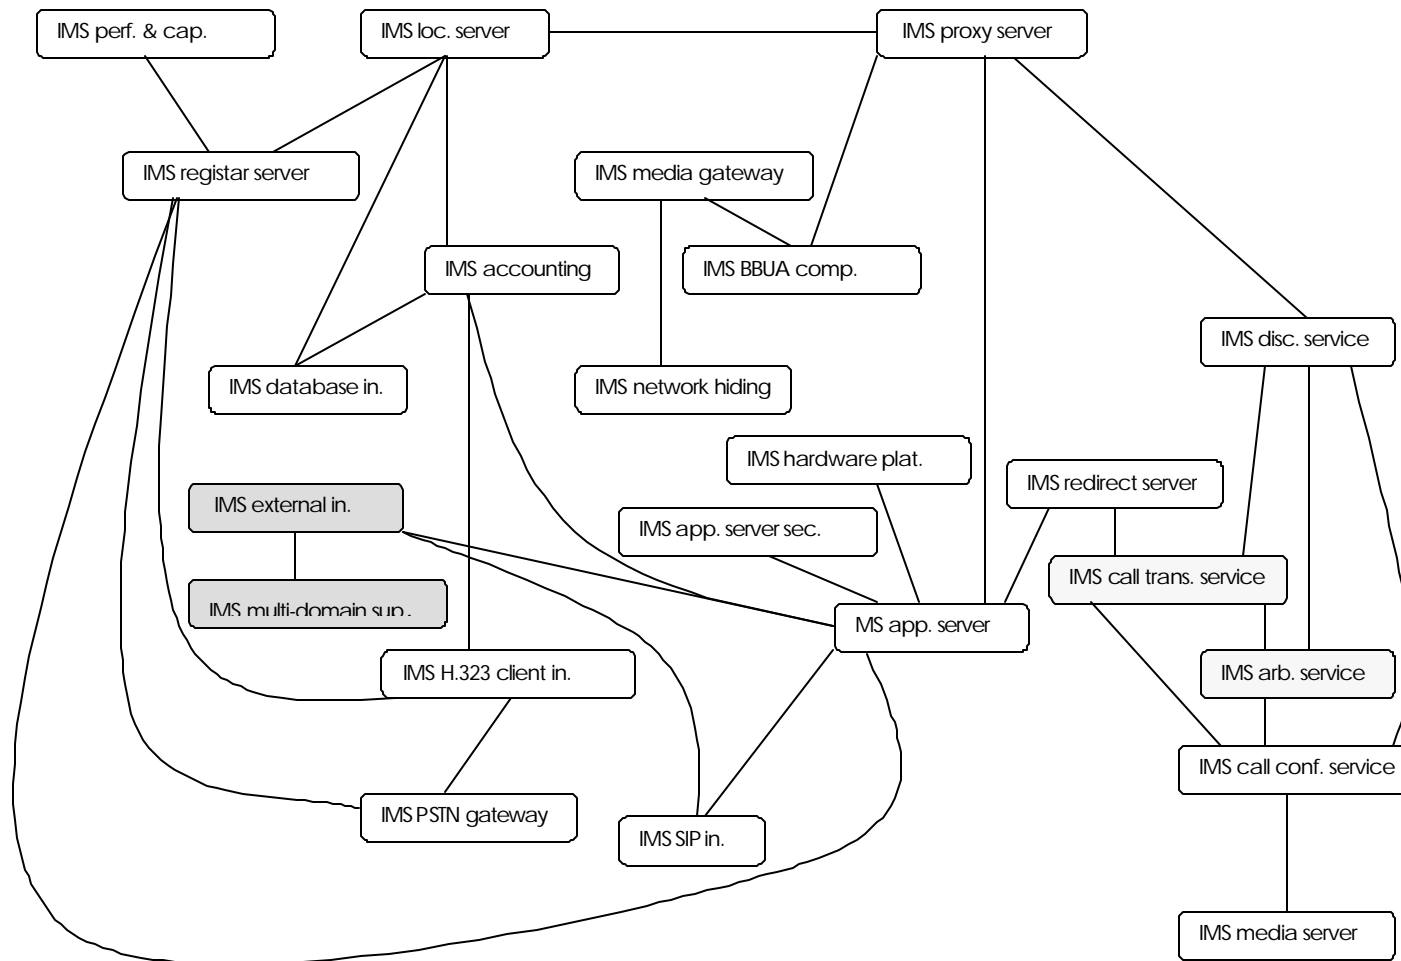 IMS perf. & cap.
IMS loc. server
IMS proxy server
IMS registar server
IMS media gateway
IMS accounting
IMS BBUA comp.
IMS disc. service
IMS database in.
IMS network hiding
IMS hardware plat.
IMS redirect server
IMS external in.
IMS app. server sec.
IMS call trans. service
IMS multi-domain sup.
MS app. server
IMS H.323 client in.
IMS arb. service
IMS call conf. service
IMS PSTN gateway
IMS SIP in.
IMS media server